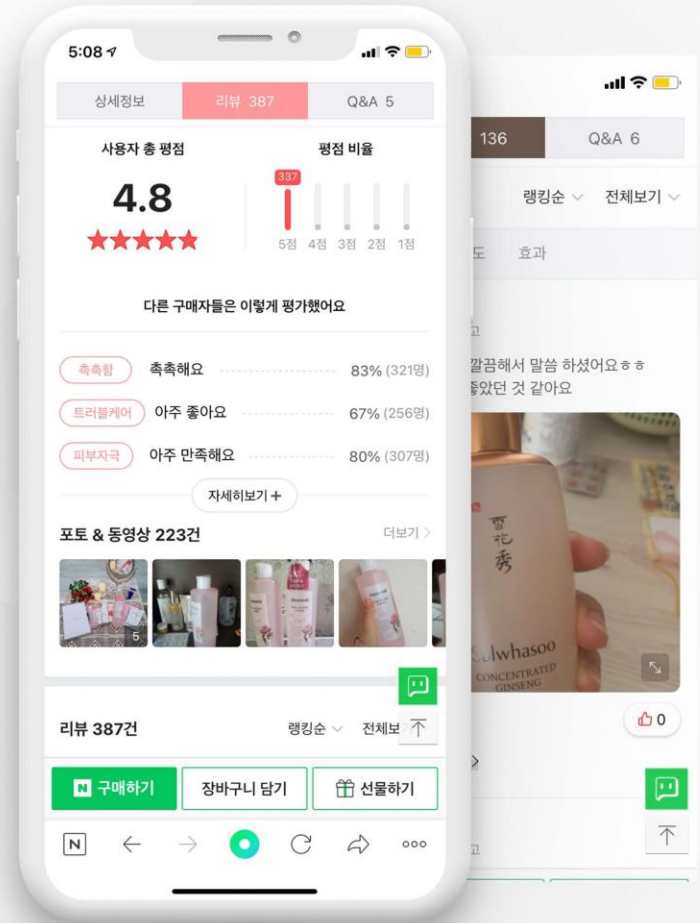 5:08
상세정보
리뷰 387
Q&A 5
사용자 총 평점
4.8
평점 비율
337
5점 4점 3점 2점 1점
다른 구매자들은 이렇게 평가했어요
촉촉함 촉촉해요 83% (321명)
트러블케어 아주 좋아요 67% (256명)
피부자극 아주 만족해요 80% (307명)
자세히보기 +
포토 & 동영상 223건
더보기 >
5
리뷰 387건
랭킹순
전체보
N 구매하기
장바구니 담기
선물하기
N
136
Q&A 6
랭킹순
전체보기
도
효과
고
깔끔해서 말씀 하셨어요ㅎㅎ
좋았던 것 같아요
雪花秀
Sulwhasoo
CONCENTRATED
GINSENG
0
고